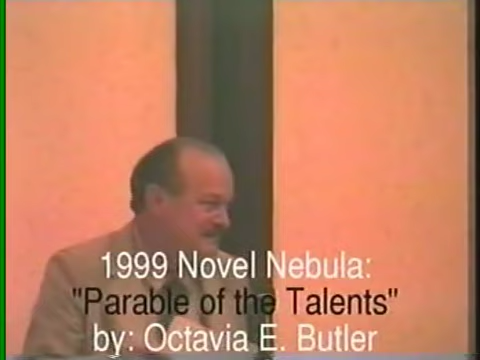 1999 Novel Nebula:
"Parable of the Talents"
by: Octavia E. Butler